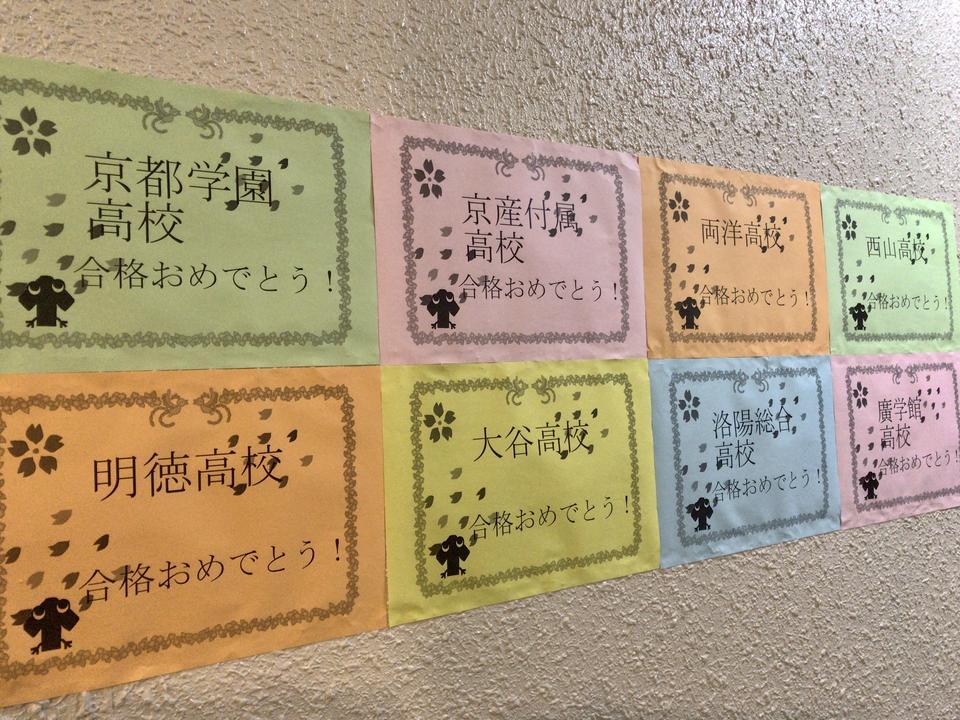 京都学園
高校
合格おめでとう!
京産付属
高校
合格おめでとう!
両洋高校
合格おめでとう!
西山高校
合格おめでとう!
明徳高校
合格おめでとう!
大谷高校
合格おめでとう!
洛陽総合
高校
合格おめでとう!
廣学館
高校
合格おめでとう!